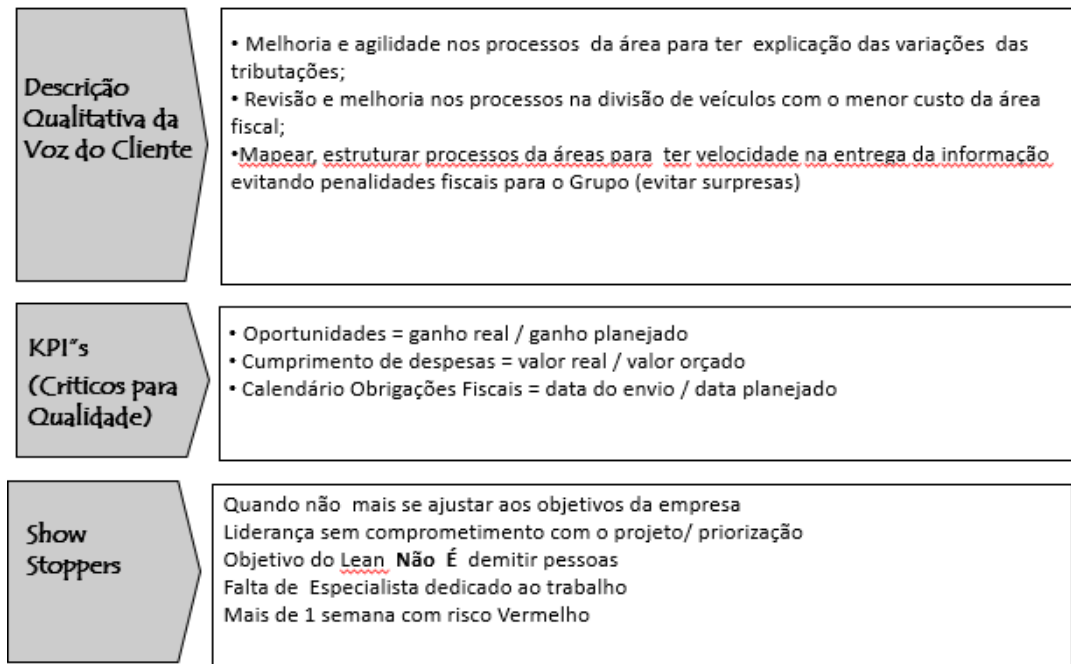 Descrição
Qualitativa da
Voz do Cliente
• Melhoria e agilidade nos processos da área para ter explicação das variações das
tributações;
• Revisão e melhoria nos processos na divisão de veículos com o menor custo da área
fiscal;
•Mapear, estruturar processos da áreas para ter velocidade na entrega da informação
evitando penalidades fiscais para o Grupo (evitar surpresas)
KPI"s
(Criticos para
Qualidade)
• Oportunidades = ganho real / ganho planejado
• Cumprimento de despesas = valor real / valor orçado
• Calendário Obrigações Fiscais = data do envio / data planejado
Show
Stoppers
Quando não mais se ajustar aos objetivos da empresa
Liderança sem comprometimento com o projeto/ priorização
Objetivo do Lean Não É demitir pessoas
Falta de Especialista dedicado ao trabalho
Mais de 1 semana com risco Vermelho